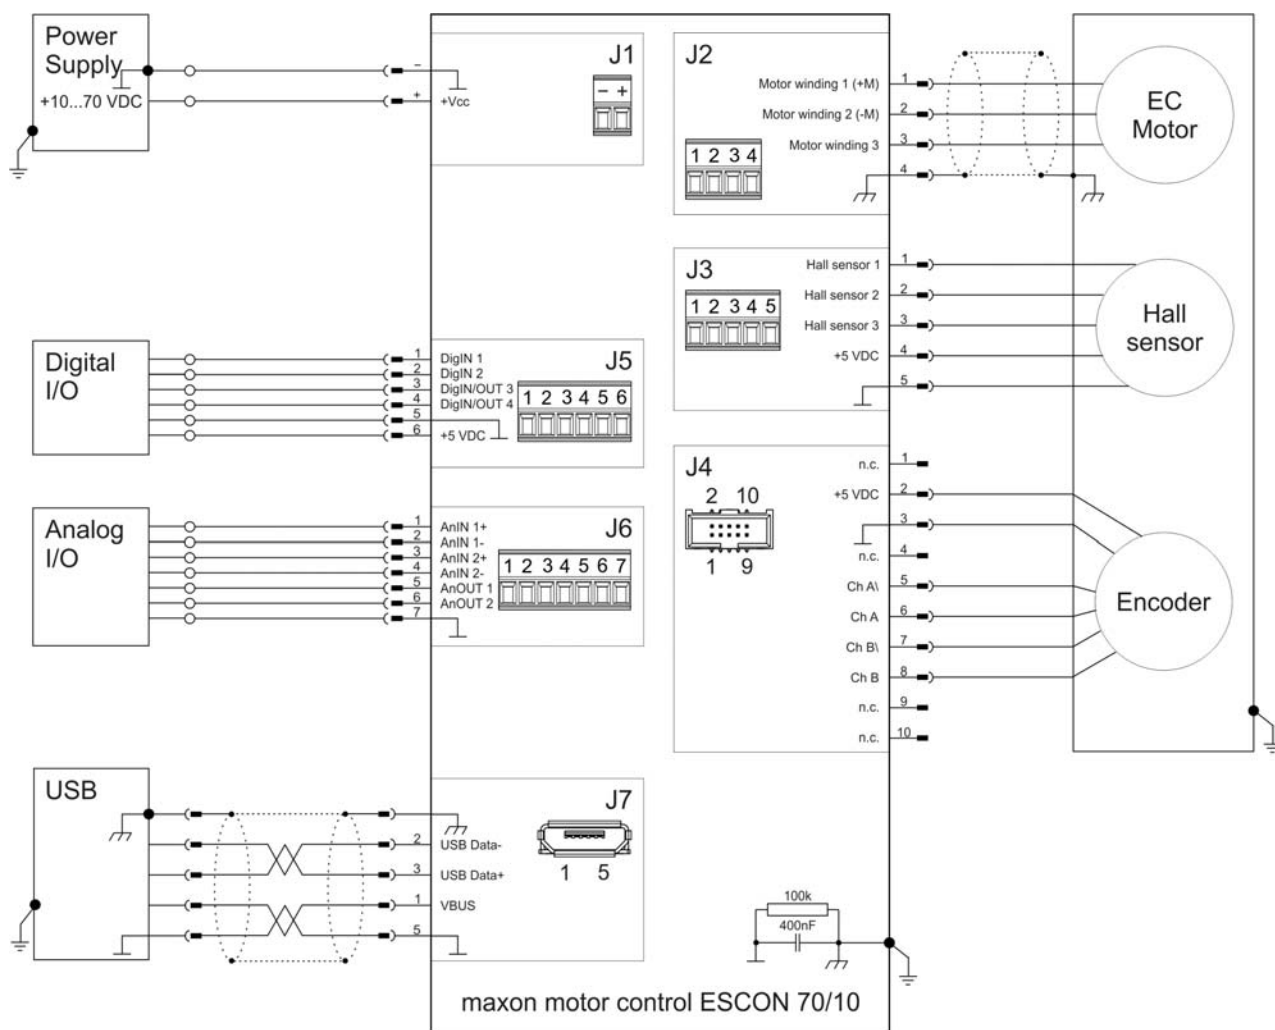 Power
Supply
+10...70 VDC
−
+
+Vcc
J1
− +
J2
Motor winding 1 (+M)
1
Motor winding 2 (-M)
2
Motor winding 3
3
4
1 2 3 4
EC
Motor
J3
Hall sensor 1
1
Hall sensor 2
2
Hall sensor 3
3
+5 VDC
4
5
1 2 3 4 5
Hall
sensor
Digital
I/O
1
DigIN 1
2
DigIN 2
3
DigIN/OUT 3
4
DigIN/OUT 4
5
6
+5 VDC
J5
1 2 3 4 5 6
J4
2 10
1 9
n.c.
1
+5 VDC
2
3
n.c.
4
Ch A\
5
Ch A
6
Ch B\
7
Ch B
8
n.c.
9
n.c.
10
Encoder
Analog
I/O
1
AnIN 1+
2
AnIN 1-
3
AnIN 2+
4
AnIN 2-
5
AnOUT 1
6
AnOUT 2
7
J6
1 2 3 4 5 6 7
USB
J7
2
USB Data-
3
USB Data+
1
VBUS
5
1 5
100k
400nF
maxon motor control ESCON 70/10